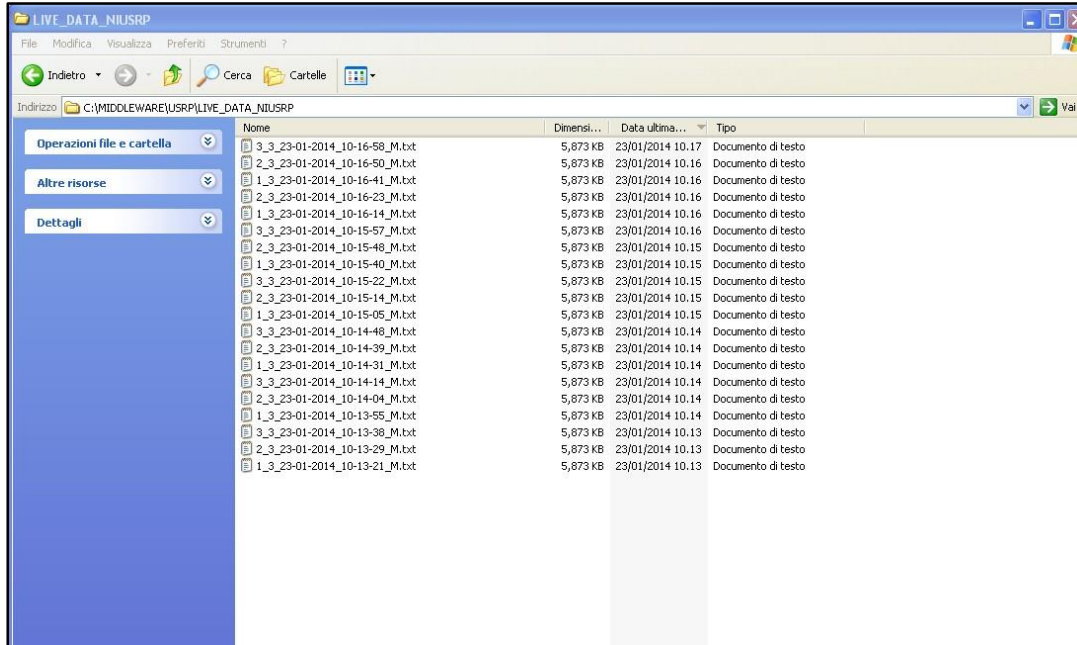 LIVE_DATA_NIUSRP
File Modifica Visualizza Preferiti Strumenti ?
Indietro Cerca Cartelle
Indirizzo C:\MIDDLEWARE\USRP\LIVE_DATA_NIUSRP Vai
Operazioni file e cartella
Altre risorse
Dettagli
Nome Dimensi... Data ultima... Tipo
3_3_23-01-2014_10-16-58_M.txt 5,873 KB 23/01/2014 10.17 Documento di testo
2_3_23-01-2014_10-16-50_M.txt 5,873 KB 23/01/2014 10.16 Documento di testo
1_3_23-01-2014_10-16-41_M.txt 5,873 KB 23/01/2014 10.16 Documento di testo
2_3_23-01-2014_10-16-23_M.txt 5,873 KB 23/01/2014 10.16 Documento di testo
1_3_23-01-2014_10-16-14_M.txt 5,873 KB 23/01/2014 10.16 Documento di testo
3_3_23-01-2014_10-15-57_M.txt 5,873 KB 23/01/2014 10.16 Documento di testo
2_3_23-01-2014_10-15-48_M.txt 5,873 KB 23/01/2014 10.15 Documento di testo
1_3_23-01-2014_10-15-40_M.txt 5,873 KB 23/01/2014 10.15 Documento di testo
3_3_23-01-2014_10-15-22_M.txt 5,873 KB 23/01/2014 10.15 Documento di testo
2_3_23-01-2014_10-15-14_M.txt 5,873 KB 23/01/2014 10.15 Documento di testo
1_3_23-01-2014_10-15-05_M.txt 5,873 KB 23/01/2014 10.15 Documento di testo
3_3_23-01-2014_10-14-48_M.txt 5,873 KB 23/01/2014 10.14 Documento di testo
2_3_23-01-2014_10-14-39_M.txt 5,873 KB 23/01/2014 10.14 Documento di testo
1_3_23-01-2014_10-14-31_M.txt 5,873 KB 23/01/2014 10.14 Documento di testo
3_3_23-01-2014_10-14-14_M.txt 5,873 KB 23/01/2014 10.14 Documento di testo
2_3_23-01-2014_10-14-04_M.txt 5,873 KB 23/01/2014 10.14 Documento di testo
1_3_23-01-2014_10-13-55_M.txt 5,873 KB 23/01/2014 10.14 Documento di testo
3_3_23-01-2014_10-13-38_M.txt 5,873 KB 23/01/2014 10.13 Documento di testo
2_3_23-01-2014_10-13-29_M.txt 5,873 KB 23/01/2014 10.13 Documento di testo
1_3_23-01-2014_10-13-21_M.txt 5,873 KB 23/01/2014 10.13 Documento di testo